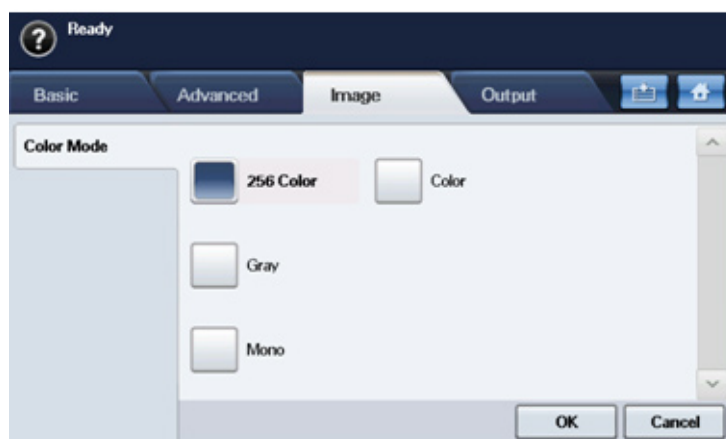 Ready
Basic Advanced Image Output
Color Mode
256 Color Color
Gray
Mono
OK Cancel